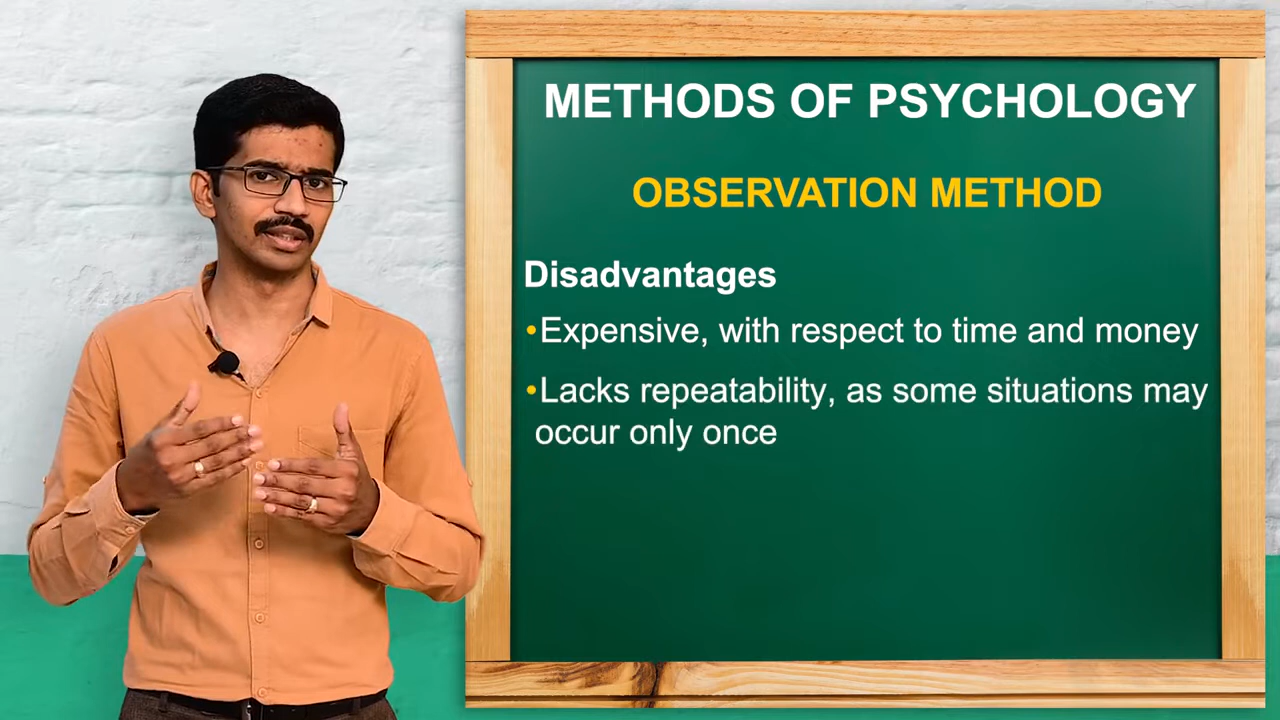 METHODS OF PSYCHOLOGY
OBSERVATION METHOD
Disadvantages
•Expensive, with respect to time and money
•Lacks repeatability, as some situations may
occur only once